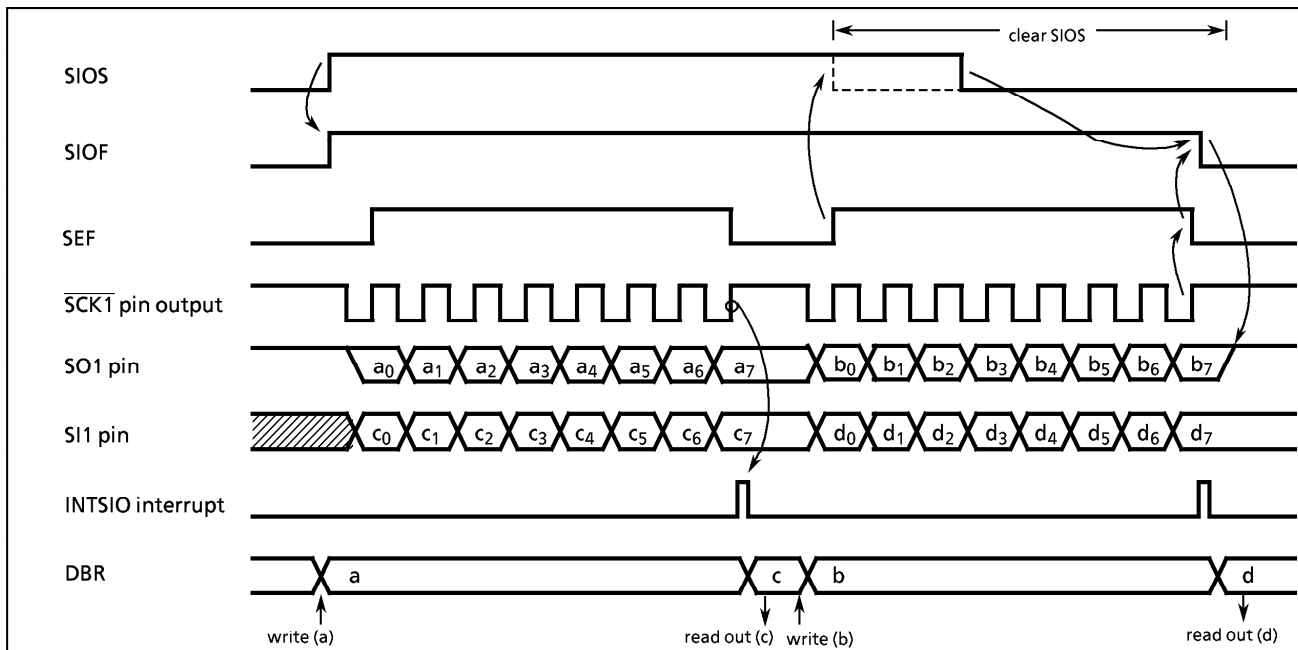 clear SIOS
SIOS
SIOF
SEF
SCK1 pin output
SO1 pin
a0 a1 a2 a3 a4 a5 a6 a7 b0 b1 b2 b3 b4 b5 b6 b7
SI1 pin
c0 c1 c2 c3 c4 c5 c6 c7 d0 d1 d2 d3 d4 d5 d6 d7
INTSIO interrupt
DBR
a c b d
write (a) read out (c) write (b) read out (d)